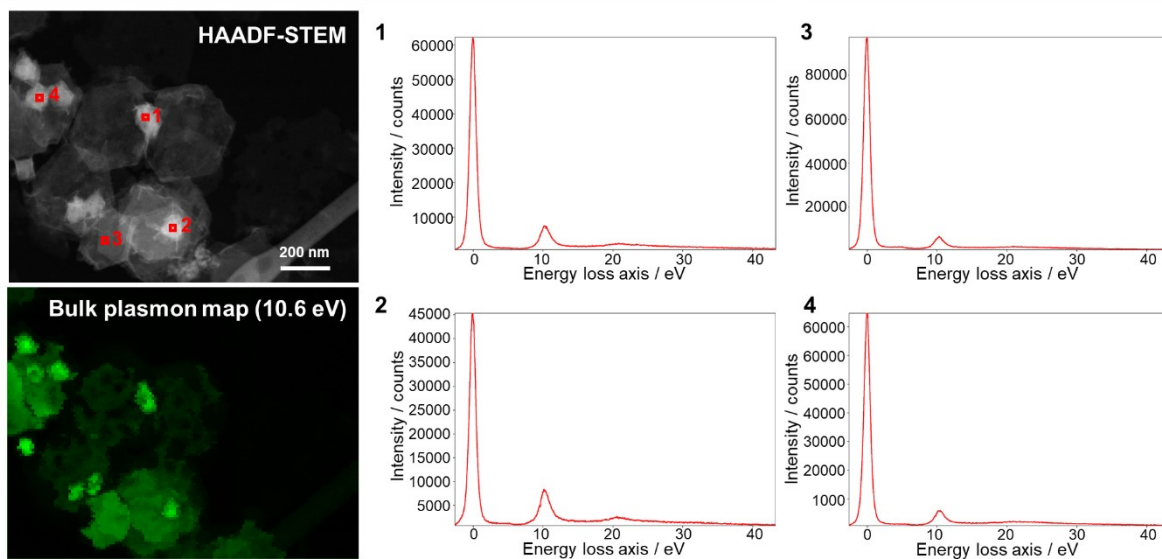 HAADF-STEM
4
1
2
3
200 nm
Bulk plasmon map (10.6 eV)
1
60000
50000
40000
30000
20000
10000
Intensity / counts
0 10 20 30 40
Energy loss axis / eV
3
80000
60000
40000
20000
Intensity / counts
0 10 20 30 40
Energy loss axis / eV
2
45000
40000
35000
30000
25000
20000
15000
10000
5000
Intensity / counts
0 10 20 30 40
Energy loss axis / eV
4
60000
50000
40000
30000
20000
1000
Intensity / counts
0 10 20 30 40
Energy loss axis / eV